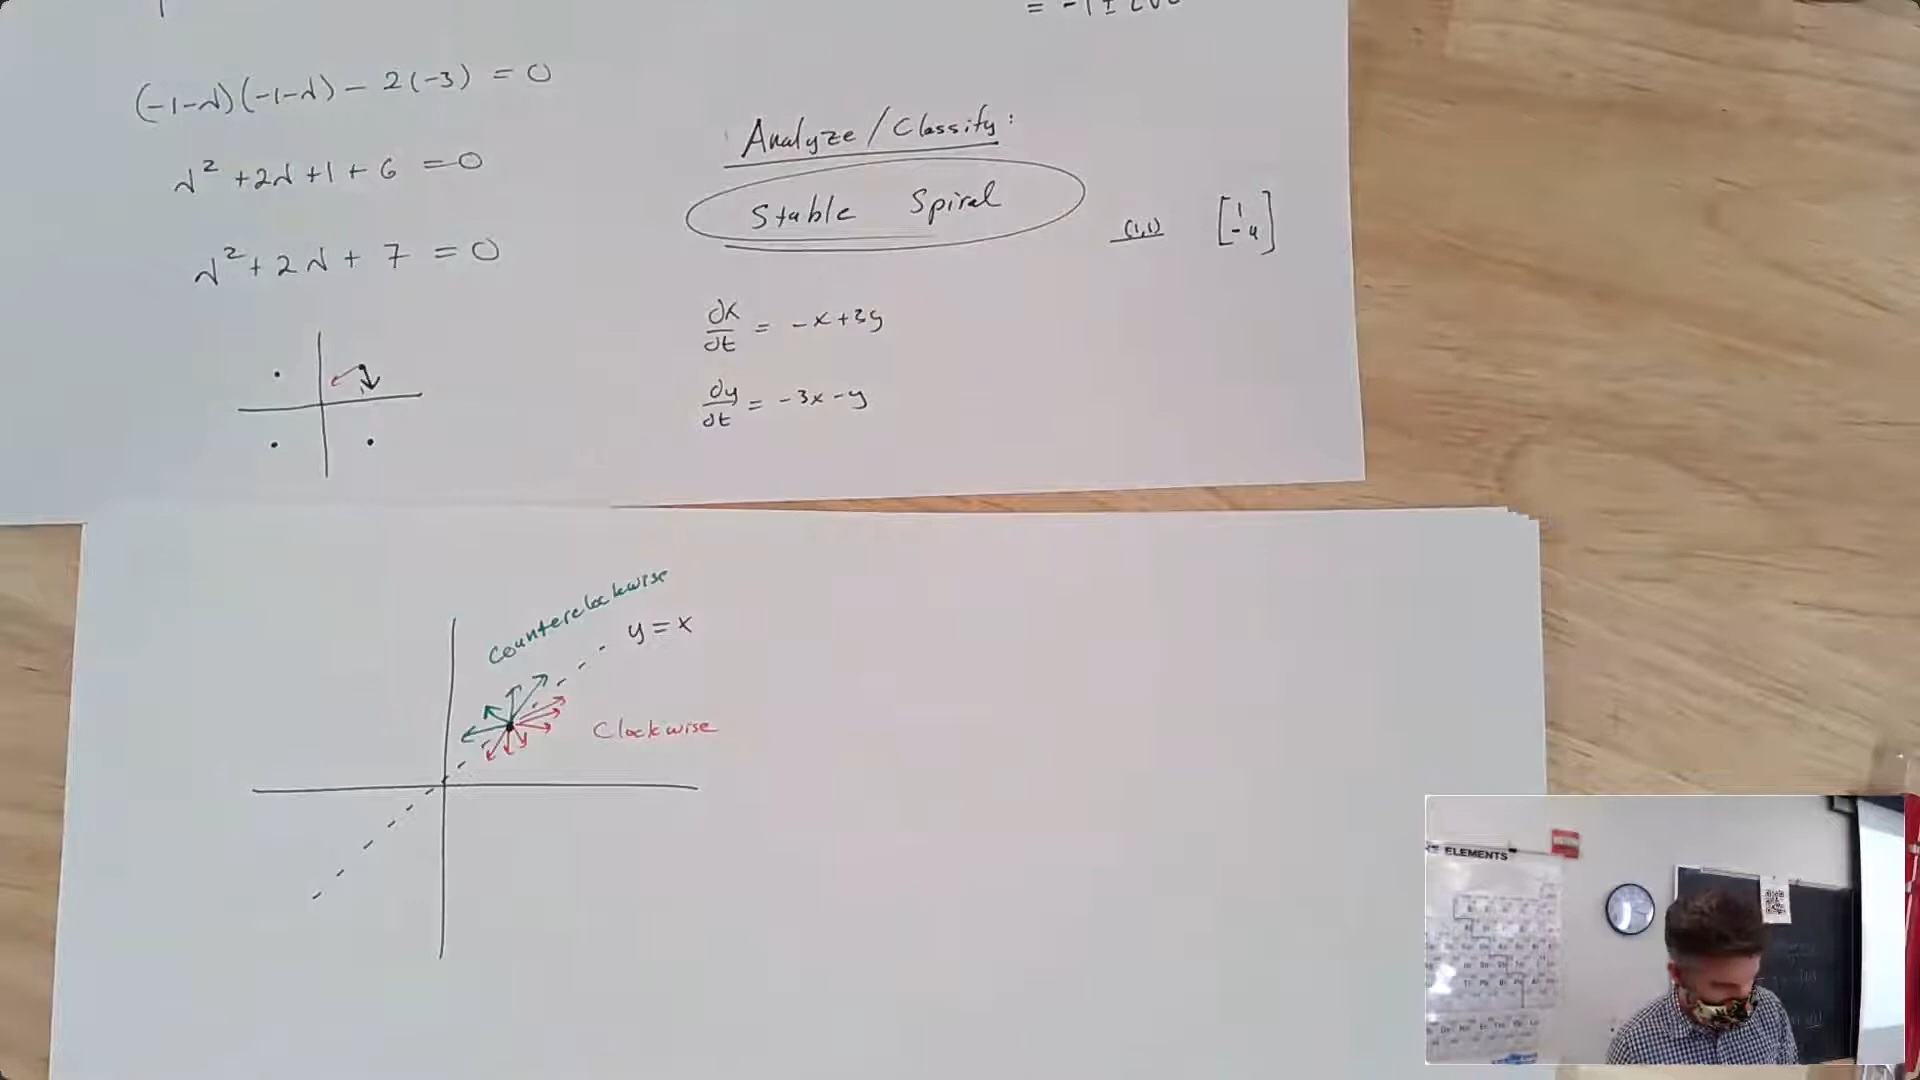 (-1-λ)(-1-λ) - 2(-3) = 0
λ² + 2λ + 1 + 6 = 0
λ² + 2λ + 7 = 0
Analyze/Classify:
Stable Spiral
(1,1) [1 -4]
dx/dt = -x+2y
dy/dt = -3x-y
Counterclockwise
y = x
Clockwise
ELEMENTS